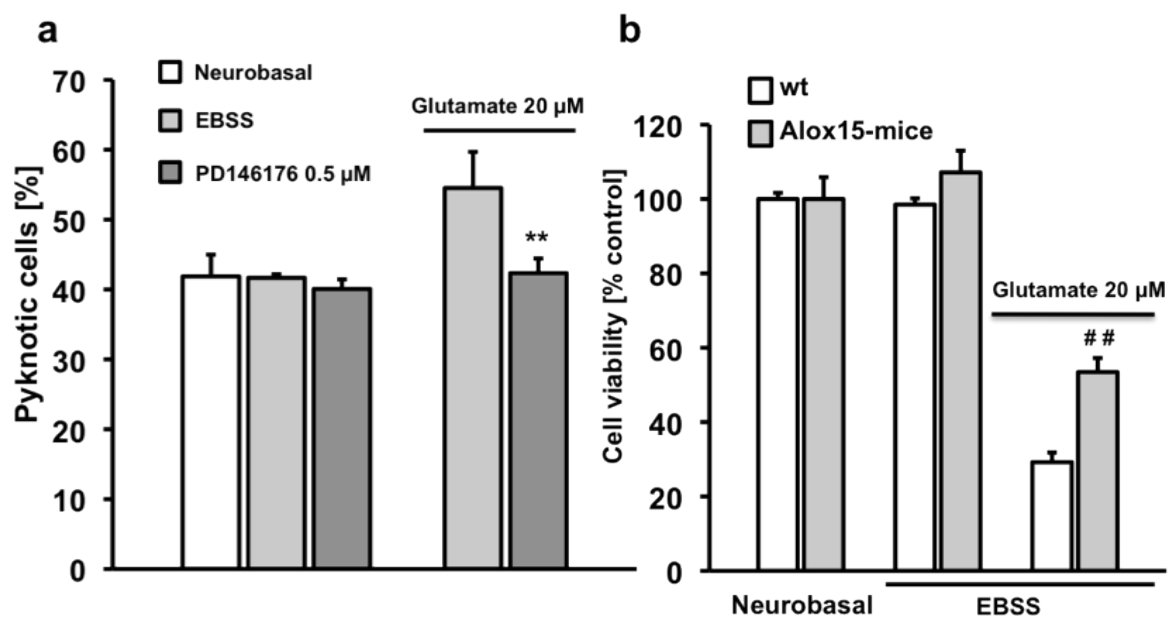 a
Neurobasal
EBSS
PD146176 0.5 µM
Glutamate 20 µM
**
Pyknotic cells [%]
70
60
50
40
30
20
10
0
b
wt
Alox15-mice
Glutamate 20 µM
# #
Cell viability [% control]
120
100
80
60
40
20
0
Neurobasal
EBSS